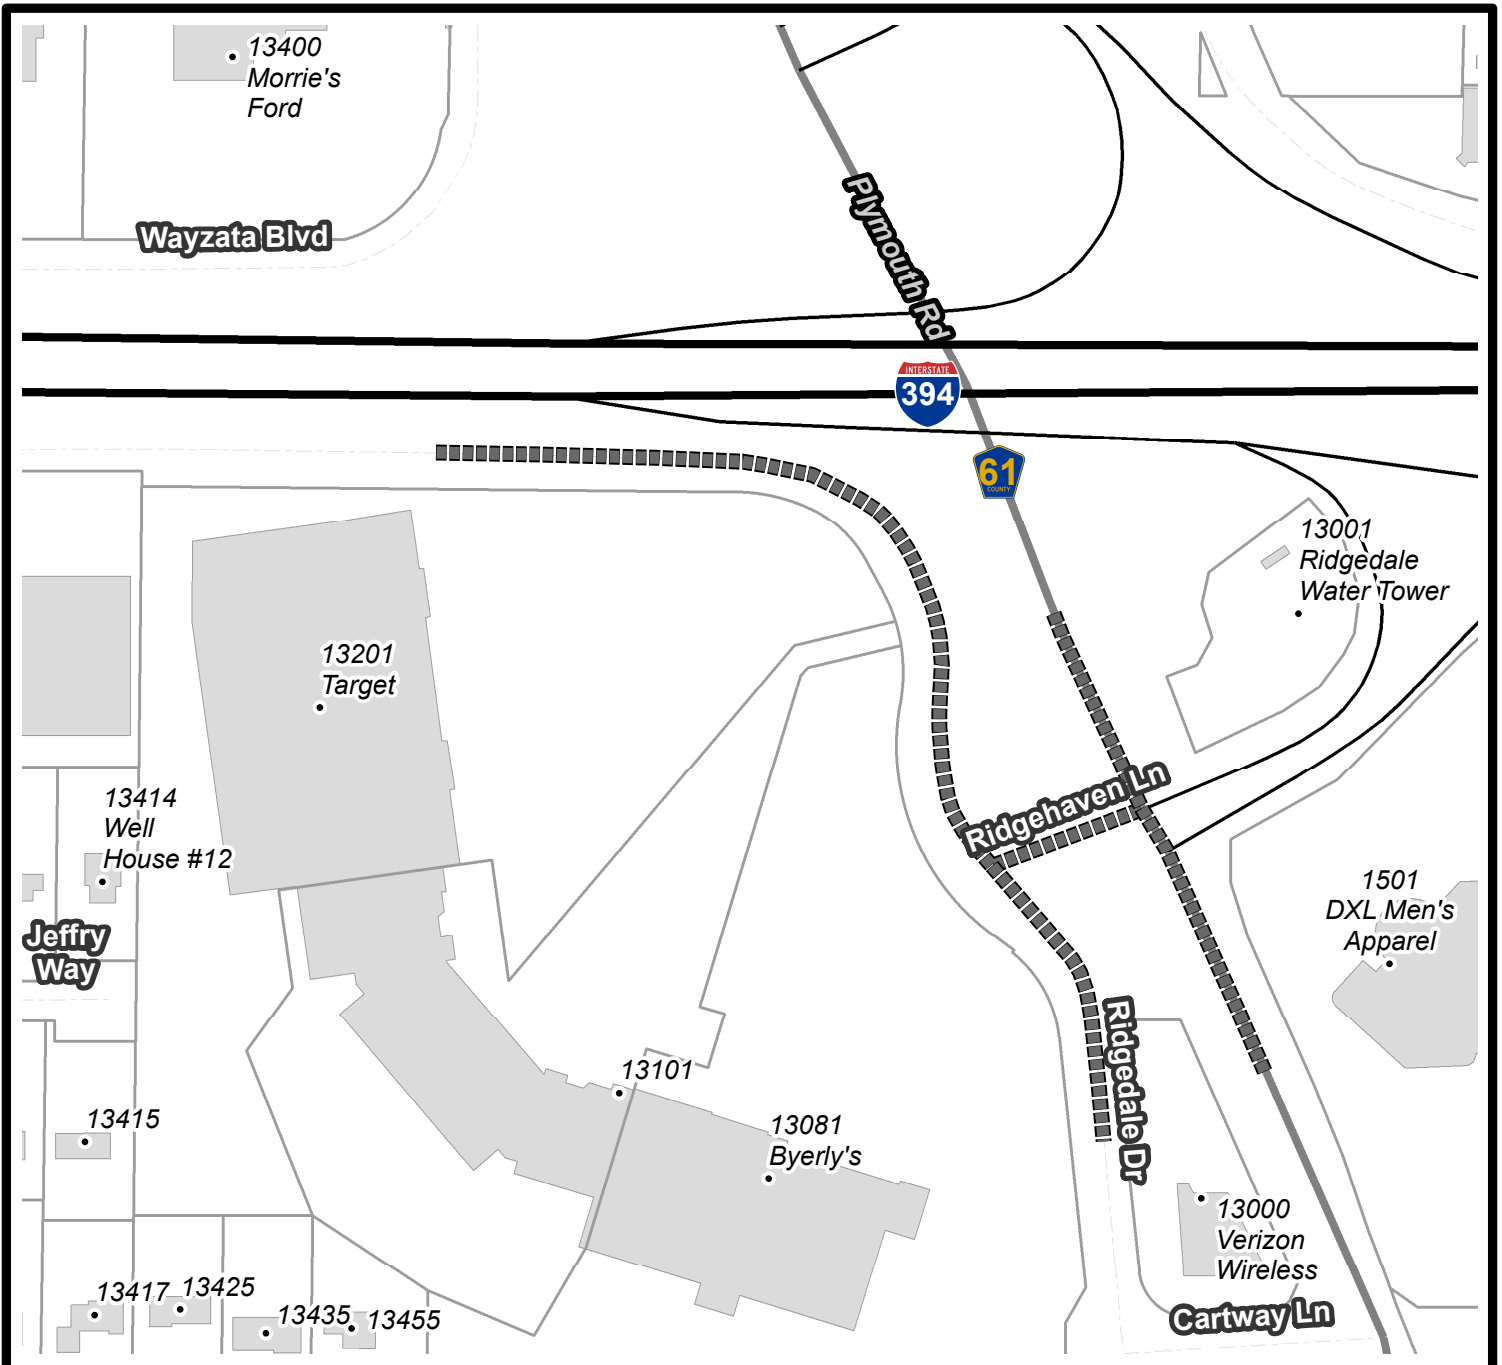 13400
Morrie's
Ford
Wayzata Blvd
Plymouth Rd
INTERSTATE
394
61
COUNTY
13001
Ridgedale
Water Tower
13201
Target
Ridgehaven Ln
13414
Well
House #12
1501
DXL Men's
Apparel
Jeffry
Way
Ridgedale Dr
13101
13415
13081
Byerly's
13000
Verizon
Wireless
13417
13425
13435
13455
Cartway Ln